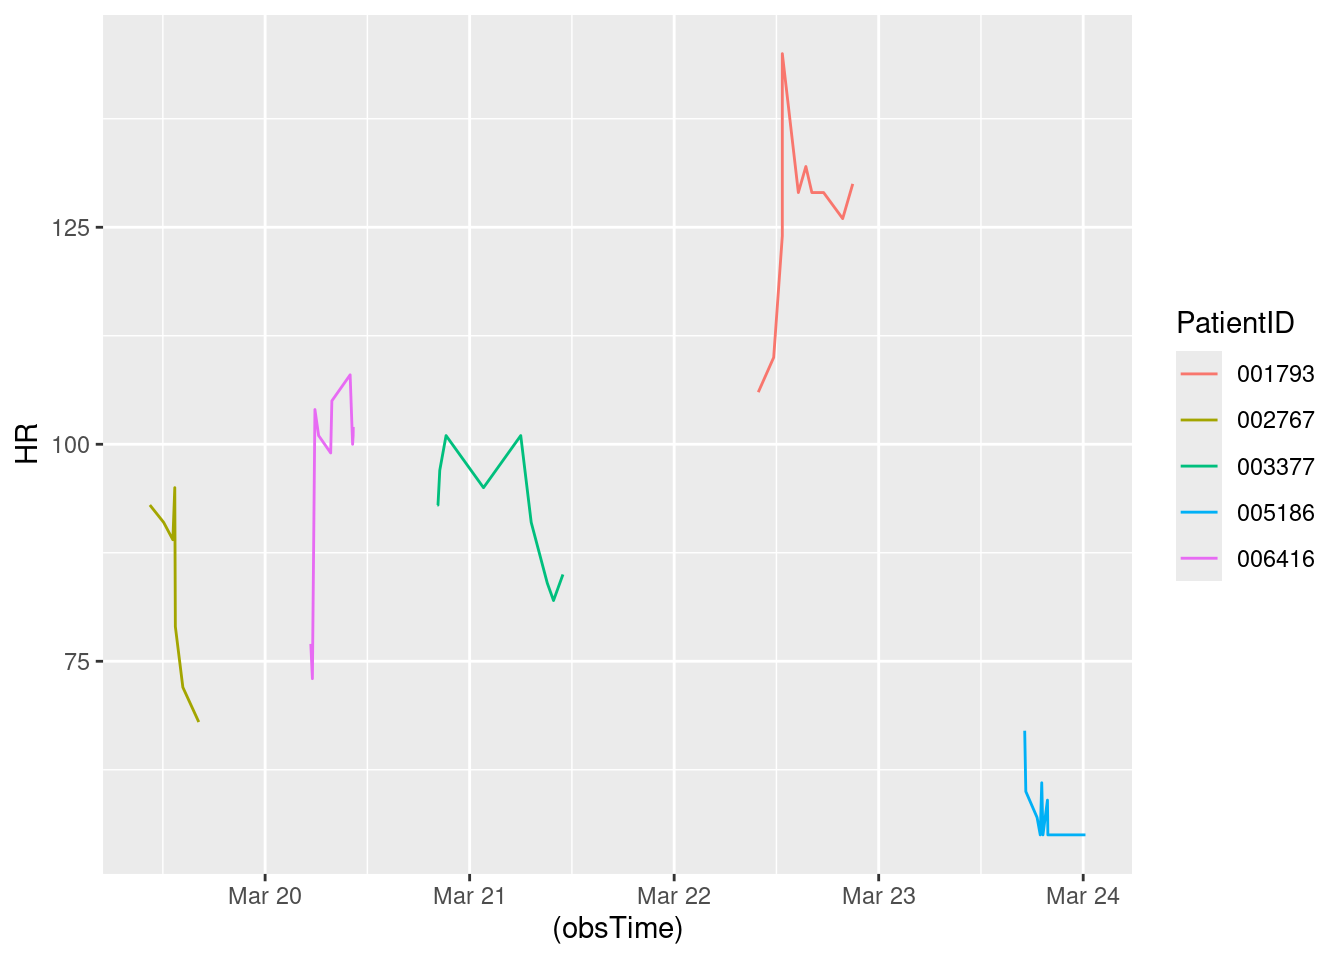 HR
125
100
75
Mar 20
Mar 21
Mar 22
Mar 23
Mar 24
(obsTime)
PatientID
001793
002767
003377
005186
006416